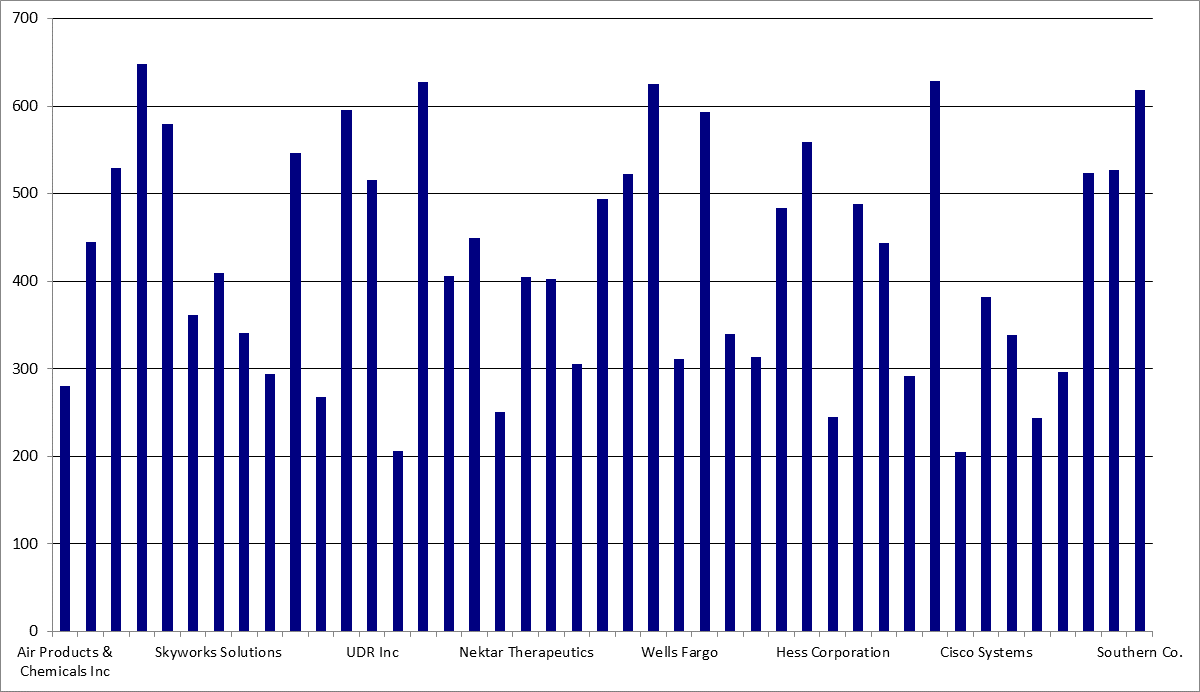 700
600
500
400
300
200
100
0
Air Products &
Chemicals Inc
Skyworks Solutions
UDR Inc
Nektar Therapeutics
Wells Fargo
Hess Corporation
Cisco Systems
Southern Co.